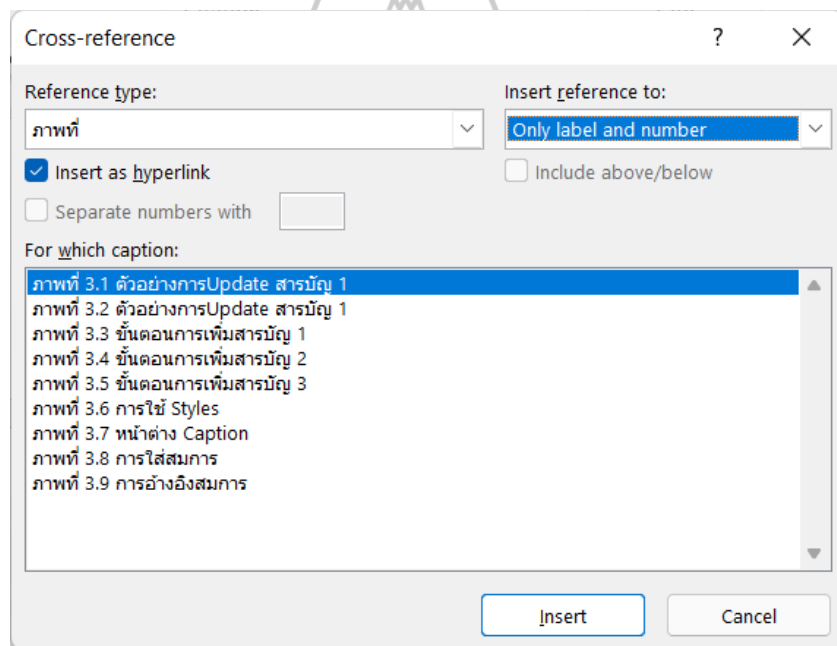 Cross-reference ?
Reference type:
Insert reference to:
ภาพที่
Only label and number
Insert as hyperlink
Include above/below
Separate numbers with
For which caption:
ภาพที่ 3.1 ตัวอย่างการUpdate สารบัญ 1
ภาพที่ 3.2 ตัวอย่างการUpdate สารบัญ 1
ภาพที่ 3.3 ขั้นตอนการเพิ่มสารบัญ 1
ภาพที่ 3.4 ขั้นตอนการเพิ่มสารบัญ 2
ภาพที่ 3.5 ขั้นตอนการเพิ่มสารบัญ 3
ภาพที่ 3.6 การใช้ Styles
ภาพที่ 3.7 หน้าต่าง Caption
ภาพที่ 3.8 การใส่สมการ
ภาพที่ 3.9 การอ้างอิงสมการ
Insert
Cancel